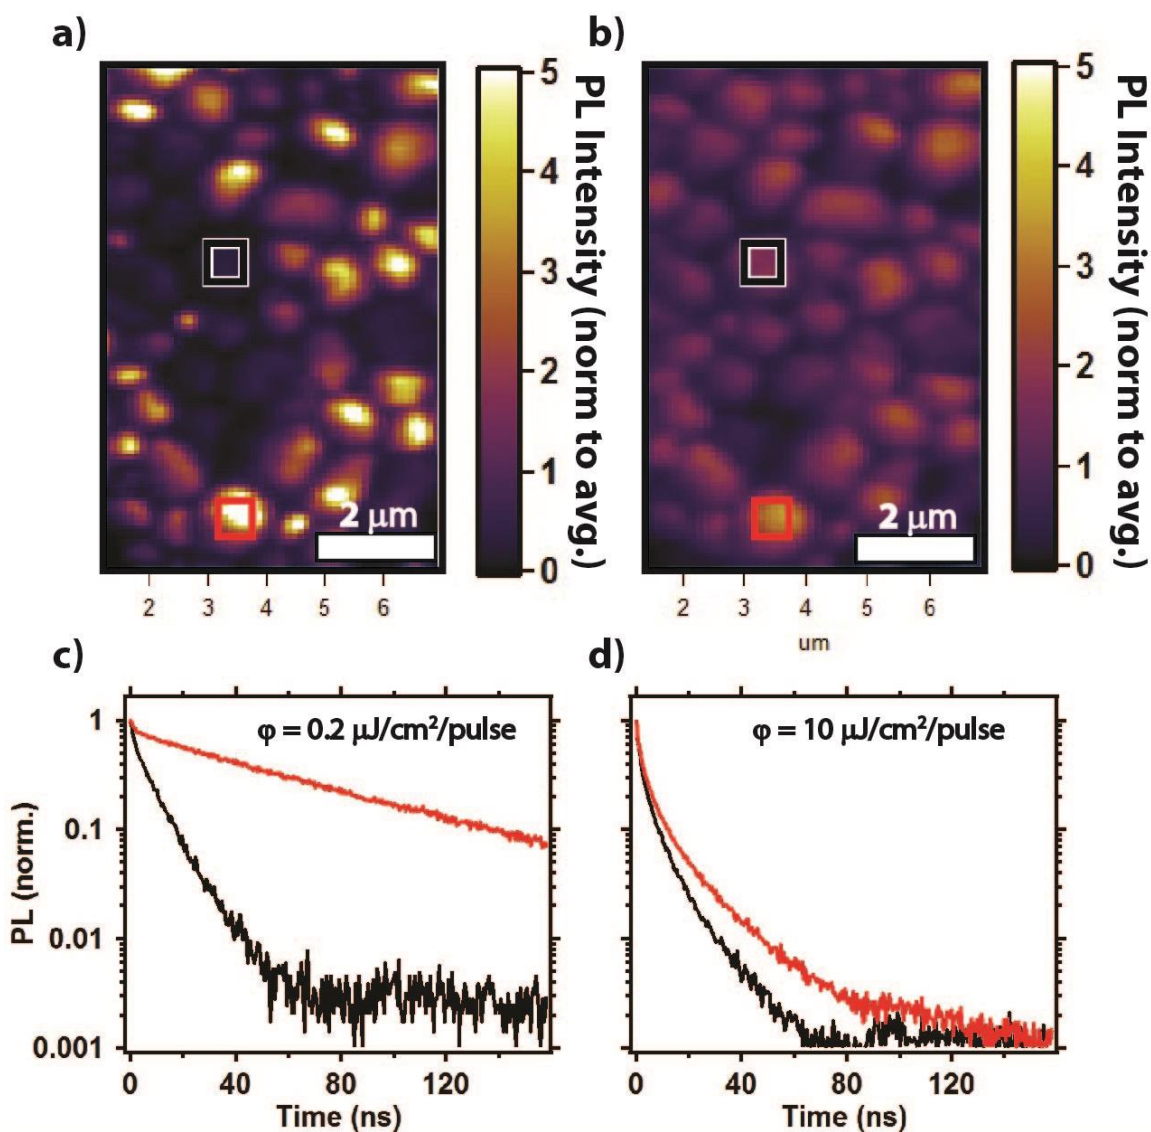 a)
5
4
3
2
1
0
PL Intensity (norm to avg.)
2 μm
2 3 4 5 6
b)
5
4
3
2
1
0
PL Intensity (norm to avg.)
2 μm
2 3 4 5 6
um
c)
φ = 0.2 μJ/cm²/pulse
1
0.1
0.01
0.001
PL (norm.)
0 40 80 120
Time (ns)
d)
φ = 10 μJ/cm²/pulse
0 40 80 120
Time (ns)